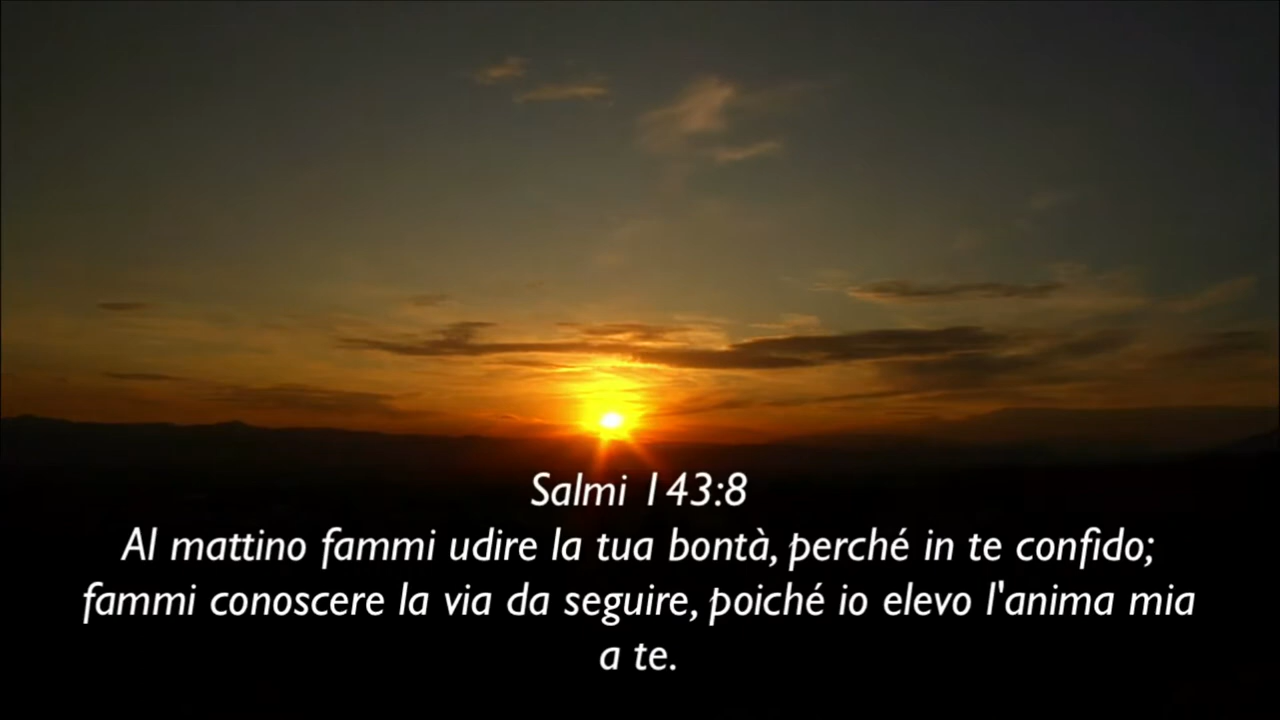 Salmi 143:8
Al mattino fammi udire la tua bontà, perché in te confido;
fammi conoscere la via da seguire, poiché io elevo l'anima mia
a te.